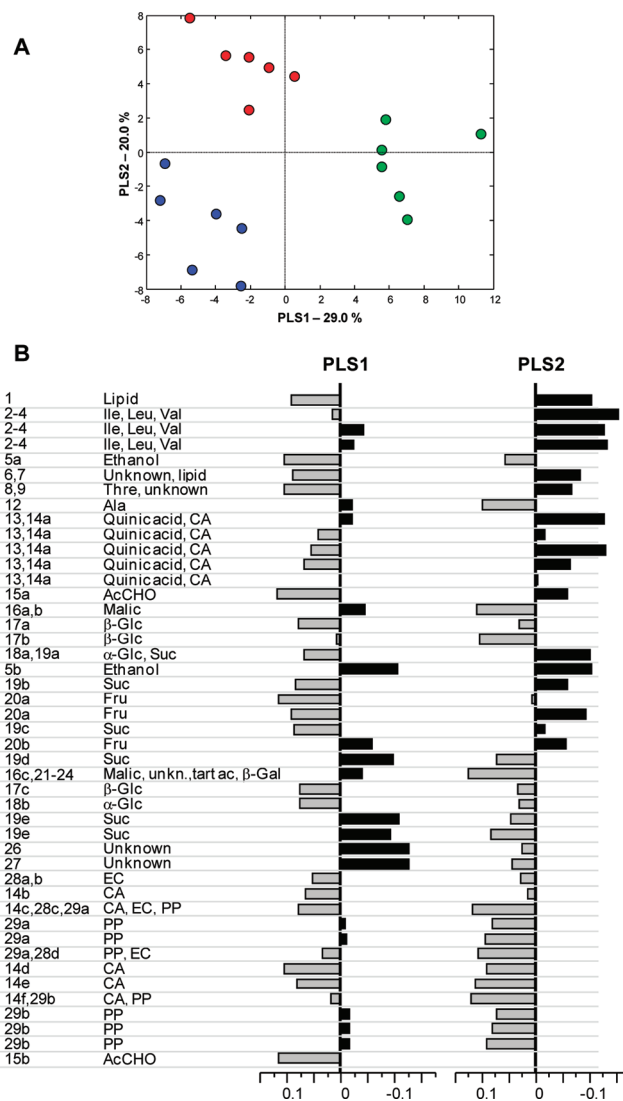 A
8
6
4
2
0
-2
-4
-6
-8
PLS2 – 20.0 %
-8 -6 -4 -2 0 2 4 6 8 10 12
PLS1 – 29.0 %
B
PLS1 PLS2
1 Lipid
2-4 Ile, Leu, Val
2-4 Ile, Leu, Val
2-4 Ile, Leu, Val
5a Ethanol
6,7 Unknown, lipid
8,9 Thre, unknown
12 Ala
13,14a Quinic acid, CA
13,14a Quinic acid, CA
13,14a Quinic acid, CA
13,14a Quinic acid, CA
13,14a Quinic acid, CA
15a AcCHO
16a,b Malic
17a β-Glc
17b β-Glc
18a,19a α-Glc, Suc
5b Ethanol
19b Suc
20a Fru
20a Fru
19c Suc
20b Fru
19d Suc
16c,21-24 Malic, unkn.,tart ac, β-Gal
17c β-Glc
18b α-Glc
19e Suc
19e Suc
26 Unknown
27 Unknown
28a,b EC
14b CA
14c,28c,29a CA, EC, PP
29a PP
29a PP
29a,28d PP, EC
14d CA
14e CA
14f,29b CA, PP
29b PP
29b PP
29b PP
15b AcCHO
0.1 0 -0.1 0.1 0 -0.1